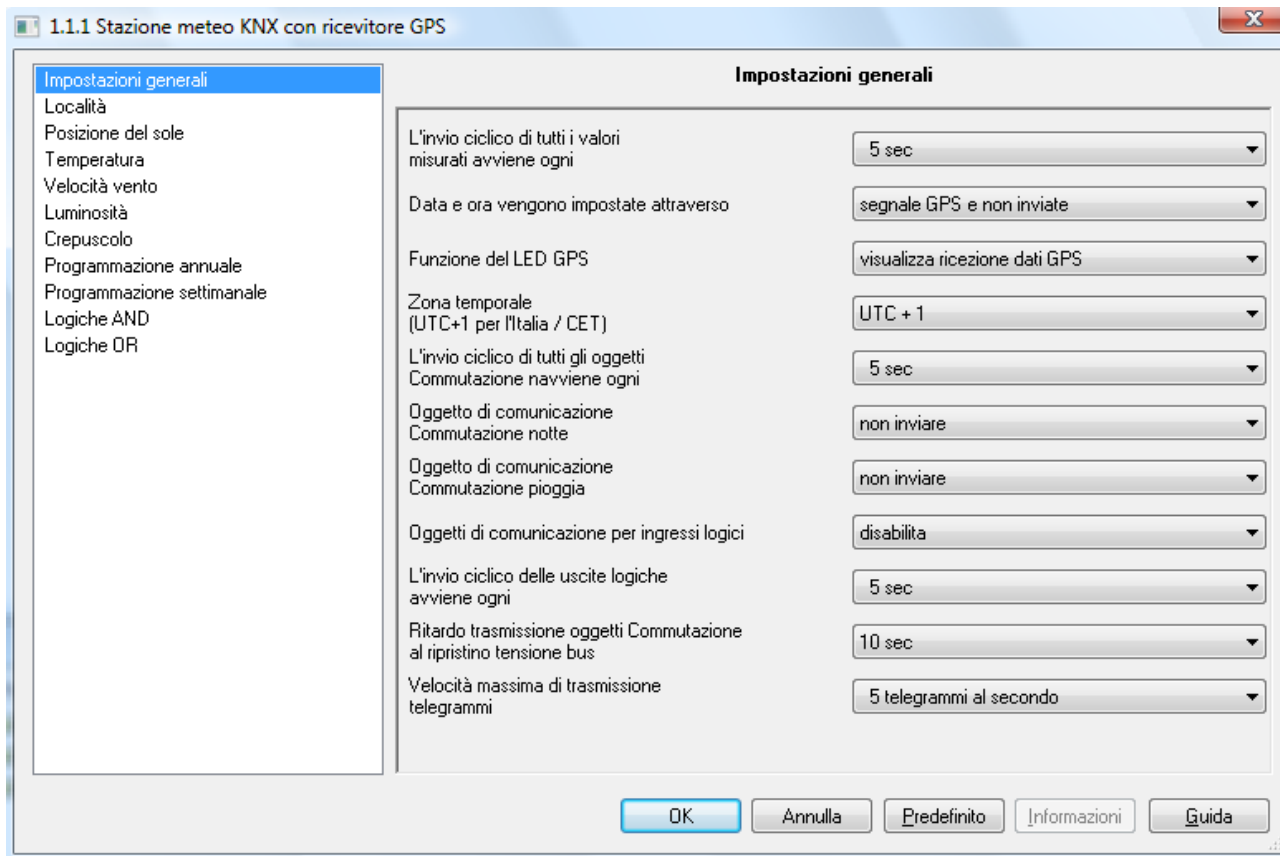 1.1.1 Stazione meteo KNX con ricevitore GPS
Impostazioni generali
Località
Posizione del sole
Temperatura
Velocità vento
Luminosità
Crepuscolo
Programmazione annuale
Programmazione settimanale
Logiche AND
Logiche OR
Impostazioni generali
L'invio ciclico di tutti i valori
misurati avviene ogni
5 sec
Data e ora vengono impostate attraverso
segnale GPS e non inviate
Funzione del LED GPS
visualizza ricezione dati GPS
Zona temporale
(UTC+1 per l'Italia / CET)
UTC + 1
L'invio ciclico di tutti gli oggetti
Commutazione navviene ogni
5 sec
Oggetto di comunicazione
Commutazione notte
non inviare
Oggetto di comunicazione
Commutazione pioggia
non inviare
Oggetti di comunicazione per ingressi logici
disabilita
L'invio ciclico delle uscite logiche
avviene ogni
5 sec
Ritardo trasmissione oggetti Commutazione
al ripristino tensione bus
10 sec
Velocità massima di trasmissione
telegrammi
5 telegrammi al secondo
OK
Annulla
Predefinito
Informazioni
Guida